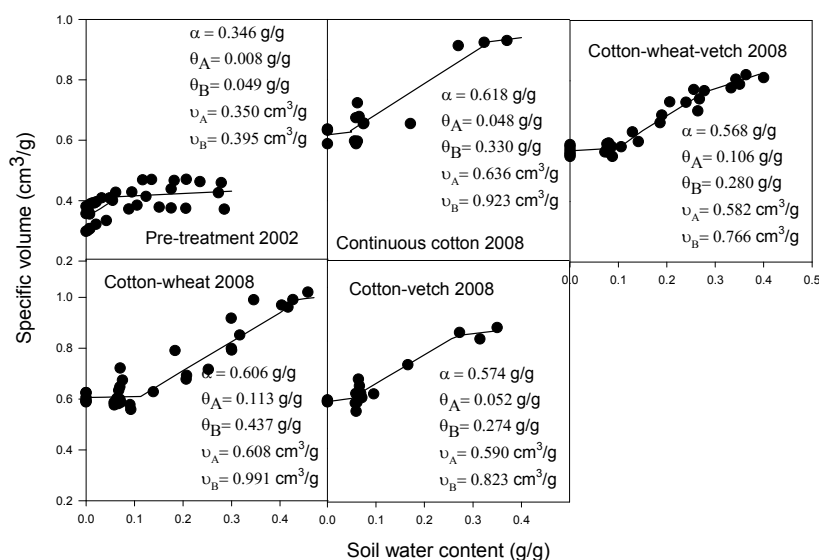 Specific volume (cm³/g)
1.0
0.8
0.6
0.4
0.2
α = 0.346 g/g
θA= 0.008 g/g
θB= 0.049 g/g
υA= 0.350 cm³/g
υB= 0.395 cm³/g
Pre-treatment 2002
α = 0.618 g/g
θA= 0.048 g/g
θB= 0.330 g/g
υA= 0.636 cm³/g
υB= 0.923 cm³/g
Continuous cotton 2008
Cotton-wheat-vetch 2008
α = 0.568 g/g
θA= 0.106 g/g
θB= 0.280 g/g
υA= 0.582 cm³/g
υB= 0.766 cm³/g
0.0 0.1 0.2 0.3 0.4 0.5
Cotton-wheat 2008
1.0
0.8
0.6
0.4
0.2
α = 0.606 g/g
θA= 0.113 g/g
θB= 0.437 g/g
υA= 0.608 cm³/g
υB= 0.991 cm³/g
0.0 0.1 0.2 0.3 0.4
Cotton-vetch 2008
α = 0.574 g/g
θA= 0.052 g/g
θB= 0.274 g/g
υA= 0.590 cm³/g
υB= 0.823 cm³/g
0.0 0.1 0.2 0.3 0.4 0.5
Soil water content (g/g)